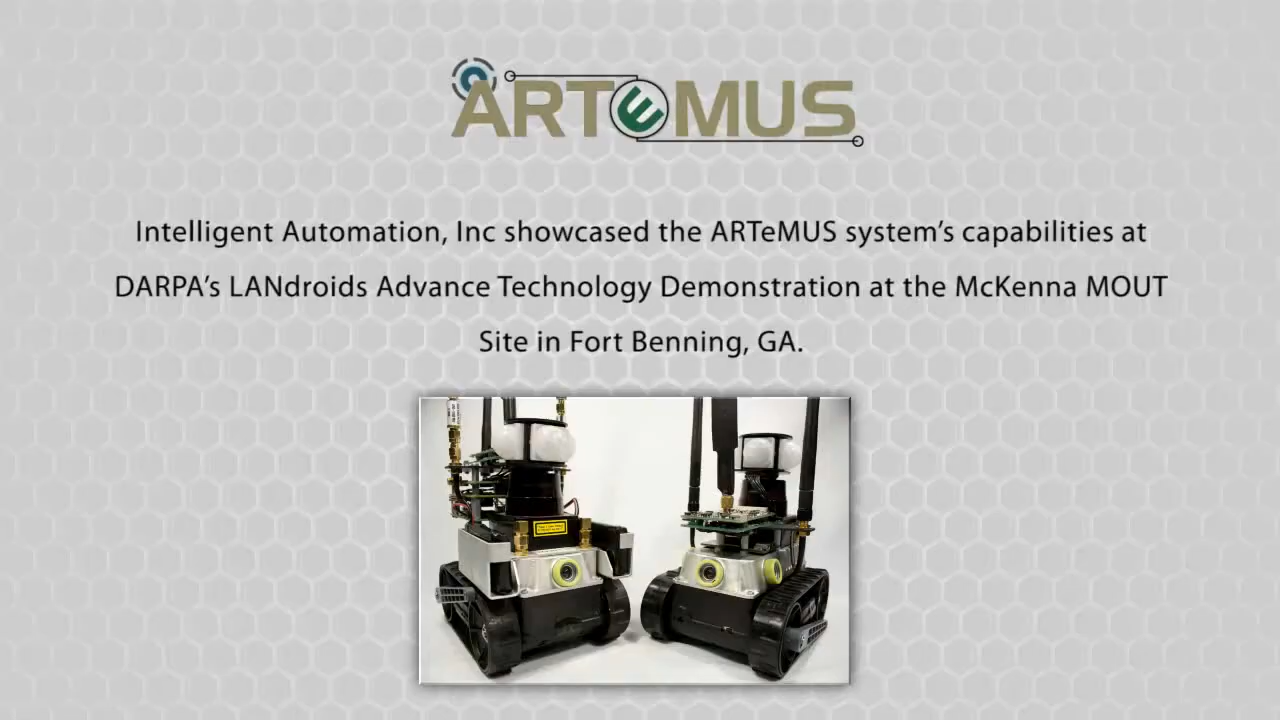 ARTEMUS
Intelligent Automation, Inc showcased the ARTeMUS system’s capabilities at
DARPA’s LANdroids Advance Technology Demonstration at the McKenna MOUT
Site in Fort Benning, GA.